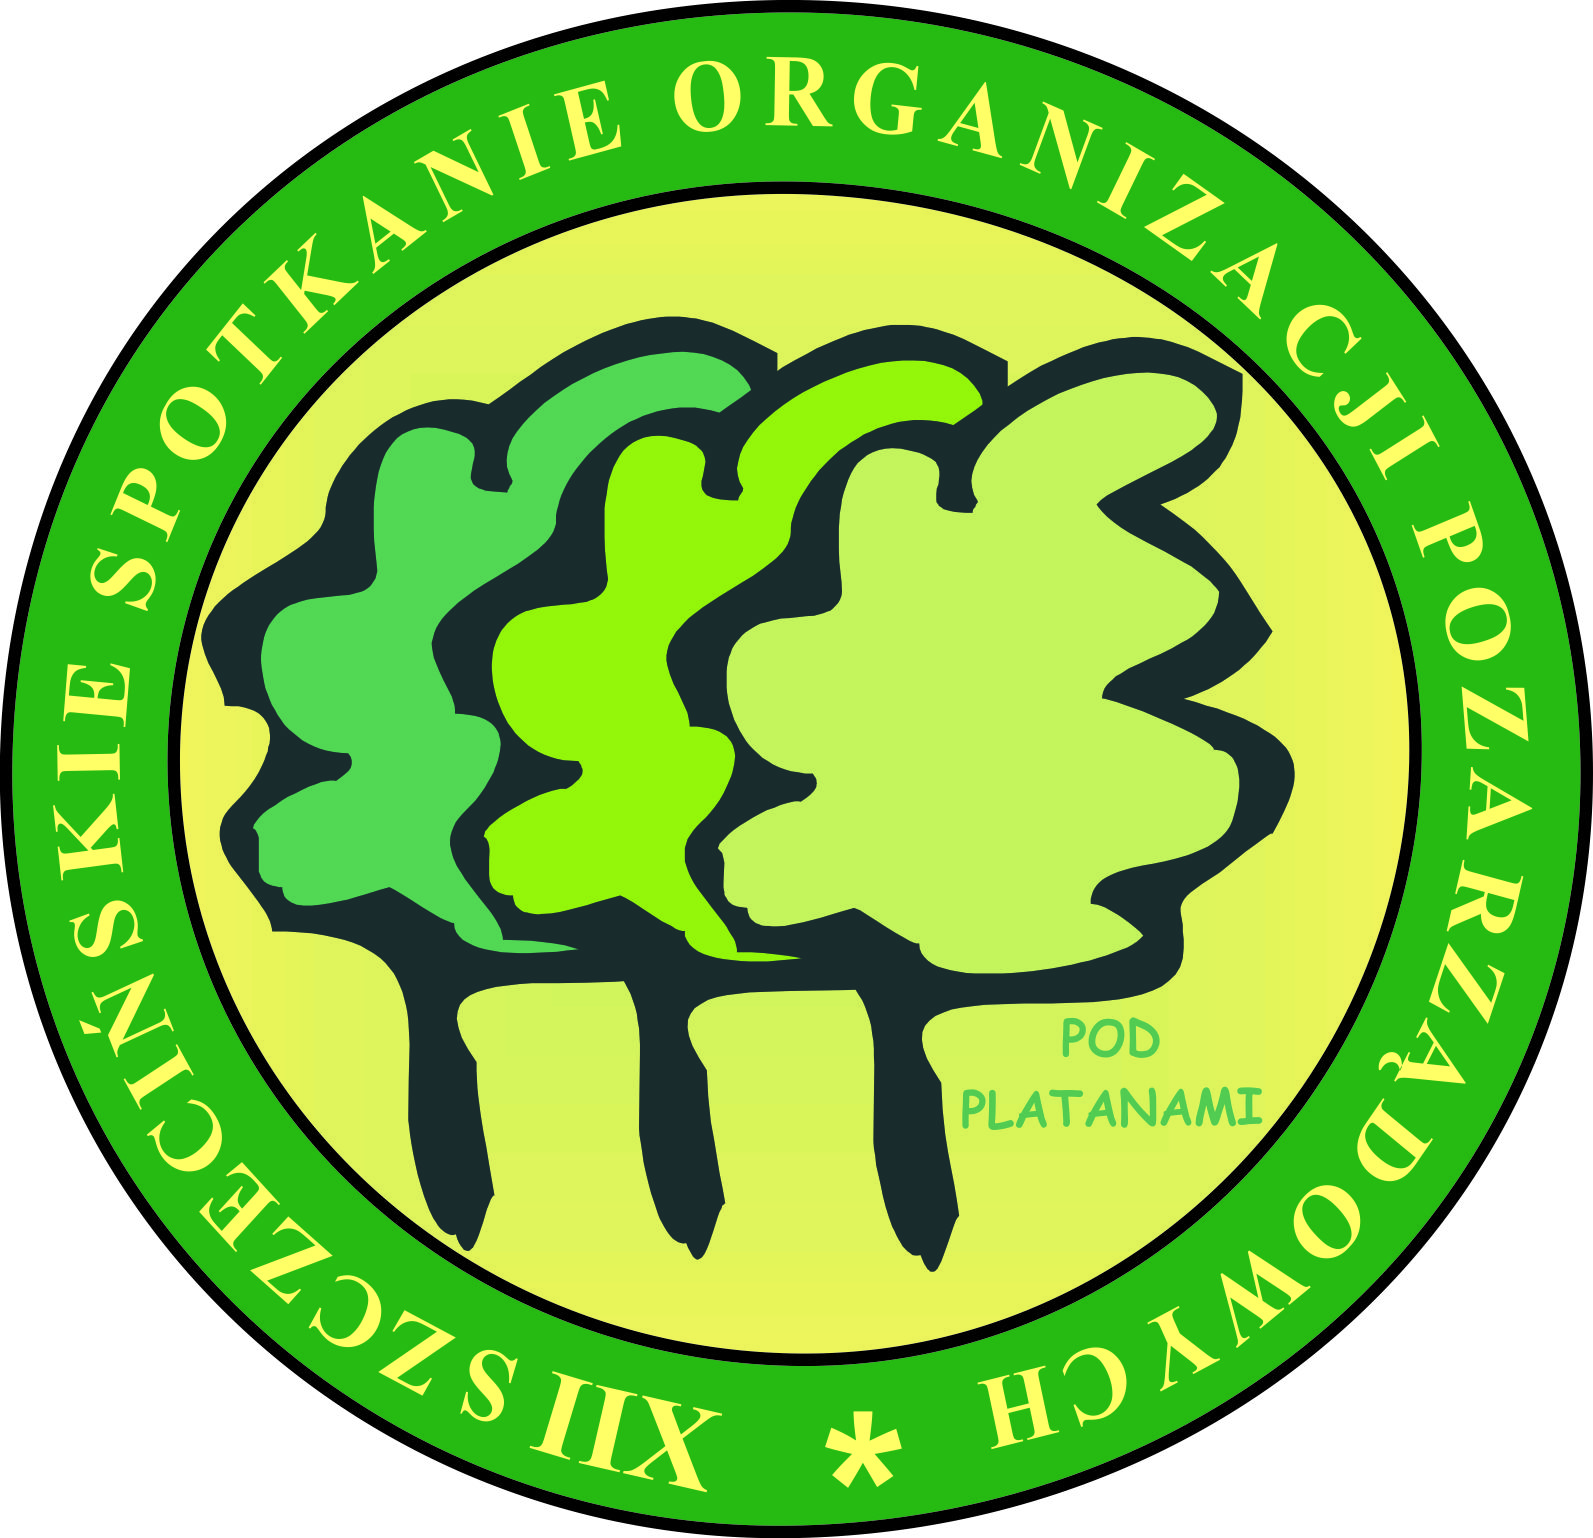 XII SZCZECIŃSKIE SPOTKANIE ORGANIZACJI POZARZĄDOWYCH *
POD
PLATANAMI